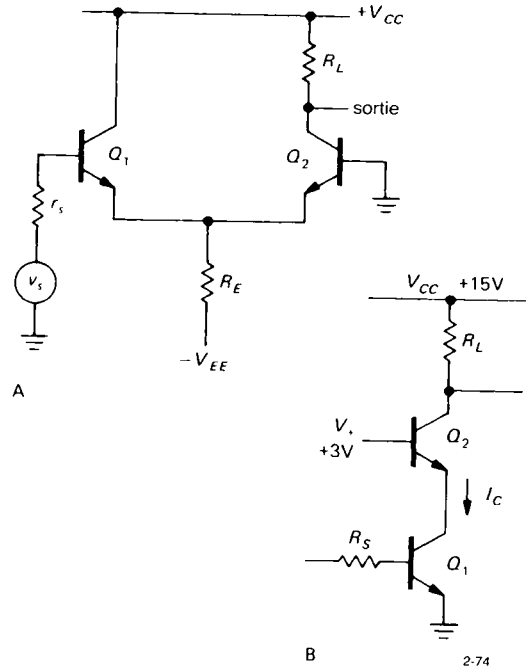 +V_CC
R_L
sortie
Q_1
Q_2
r_s
v_s
R_E
−V_EE
A
V_CC +15V
R_L
V_+
+3V
Q_2
I_C
R_S
Q_1
B
2-74